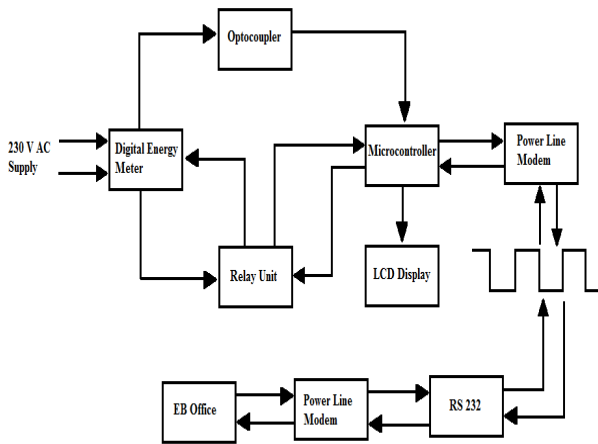 Optocoupler
230 V AC
Supply
Digital Energy
Meter
Microcontroller
Power Line
Modem
Relay Unit
LCD Display
EB Office
Power Line
Modem
RS 232